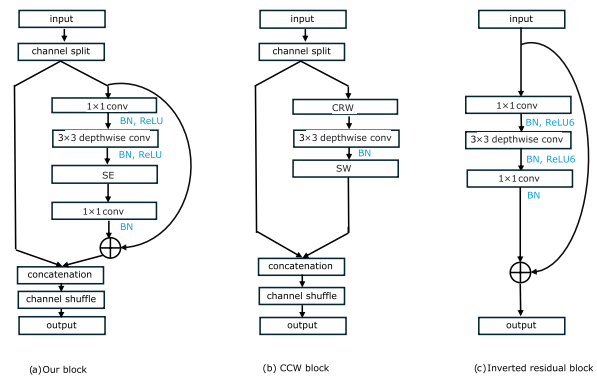 input
channel split
1×1 conv
BN, ReLU
3×3 depthwise conv
BN, ReLU
SE
1×1 conv
BN
concatenation
channel shuffle
output
(a) Our block
input
channel split
CRW
3×3 depthwise conv
BN
SW
concatenation
channel shuffle
output
(b) CCW block
input
1×1 conv
BN, ReLU6
3×3 depthwise conv
BN, ReLU6
1×1 conv
BN
output
(c) Inverted residual block